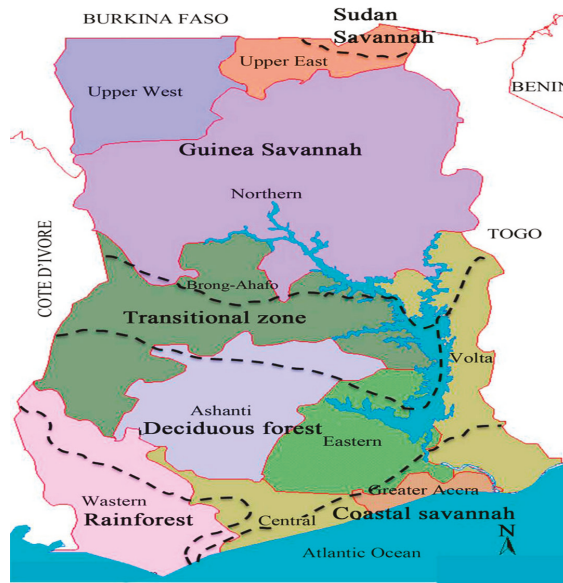 BURKINA FASO
Sudan
Savannah
Upper East
Upper West
BENIN
Guinea Savannah
Northern
TOGO
COTE D'IVORE
Brong-Ahafo
Transitional zone
Volta
Ashanti
Deciduous forest
Eastern
Greater Accra
Wastern
Rainforest
Central
Coastal savannah
N
Atlantic Ocean